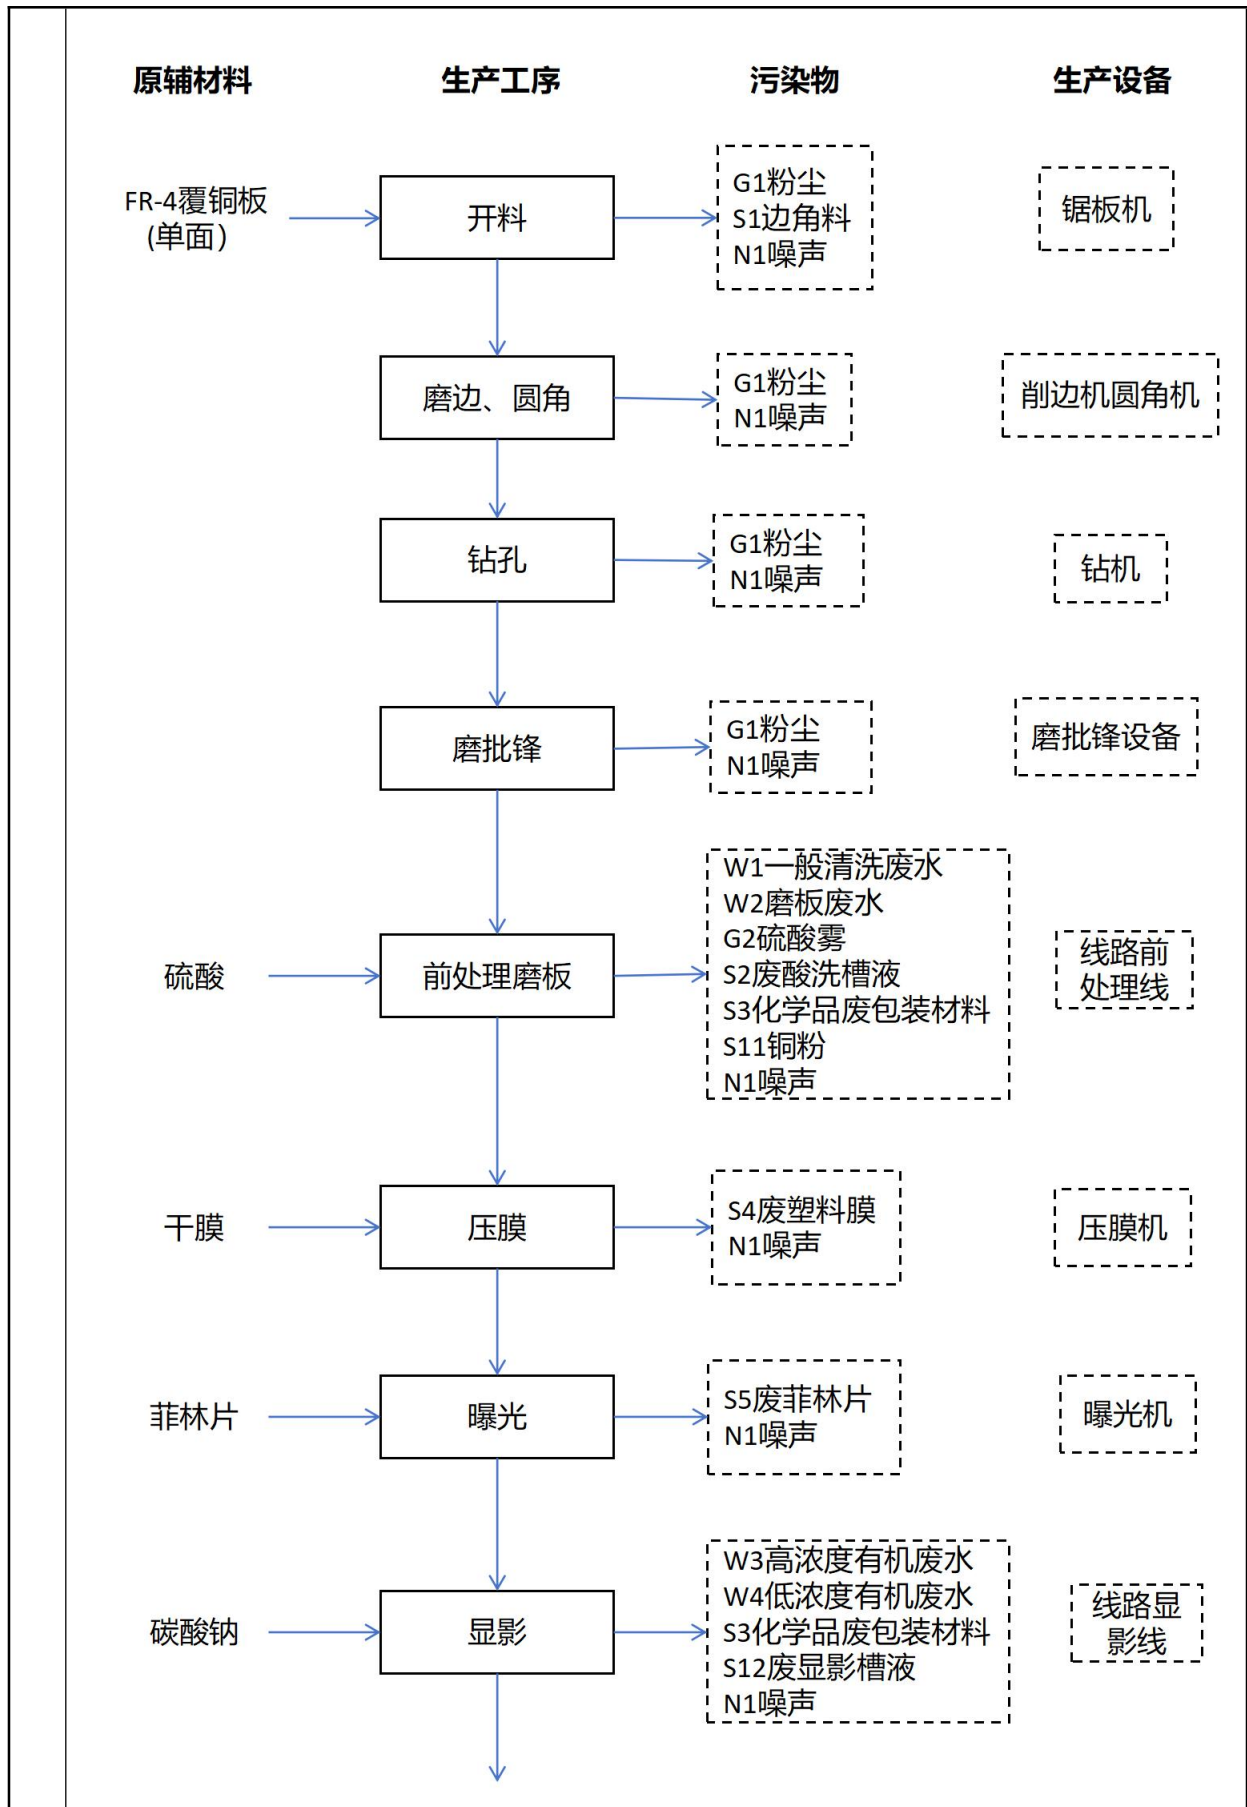 原辅材料 生产工序 污染物 生产设备
FR-4覆铜板
(单面)
开料
G1粉尘
S1边角料
N1噪声
锯板机
磨边、圆角
G1粉尘
N1噪声
削边机圆角机
钻孔
G1粉尘
N1噪声
钻机
磨批锋
G1粉尘
N1噪声
磨批锋设备
硫酸
前处理磨板
W1一般清洗废水
W2磨板废水
G2硫酸雾
S2废酸洗槽液
S3化学品废包装材料
S11铜粉
N1噪声
线路前
处理线
干膜
压膜
S4废塑料膜
N1噪声
压膜机
菲林片
曝光
S5废菲林片
N1噪声
曝光机
碳酸钠
显影
W3高浓度有机废水
W4低浓度有机废水
S3化学品废包装材料
S12废显影槽液
N1噪声
线路显
影线